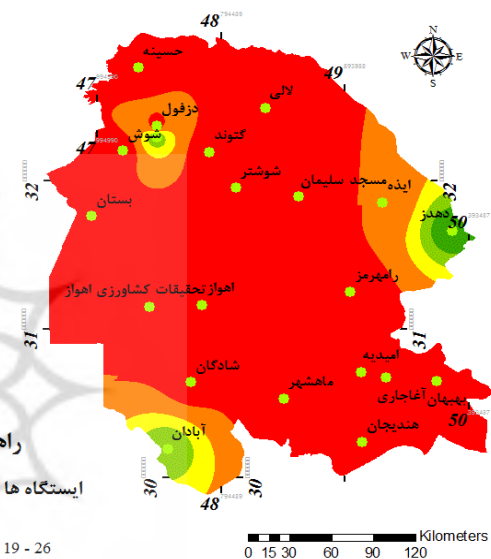 48
N
W E
S
حسینه
47
49
لالی
دزفول
47
شوش
گتوند
32
شوشتر
مسجد سلیمان
ایذه
32
دهدز
50
بستان
رامهرمز
تحقیقات کشاورزی اهواز
اهواز
31
31
امیدیه
شادگان
ماهشهر
آغاجاری
بهبهان
50
آبادان
هندیجان
راه
ایستگاه ها
30
48
30
19 - 26
Kilometers
0 15 30 60 90 120